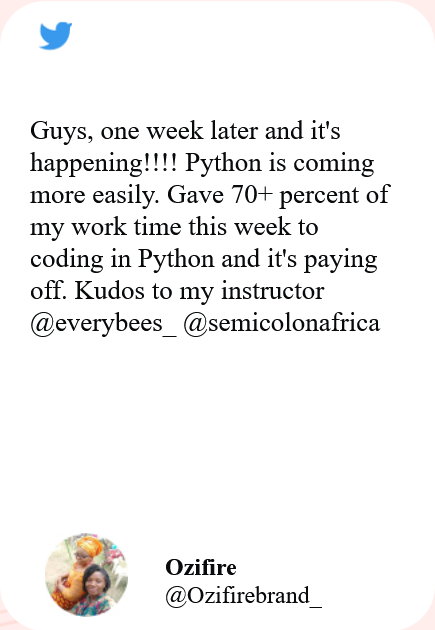 Guys, one week later and it's
happening!!!! Python is coming
more easily. Gave 70+ percent of
my work time this week to
coding in Python and it's paying
off. Kudos to my instructor
@everybees_ @semicolonafrica
Ozifire
@Ozifirebrand_